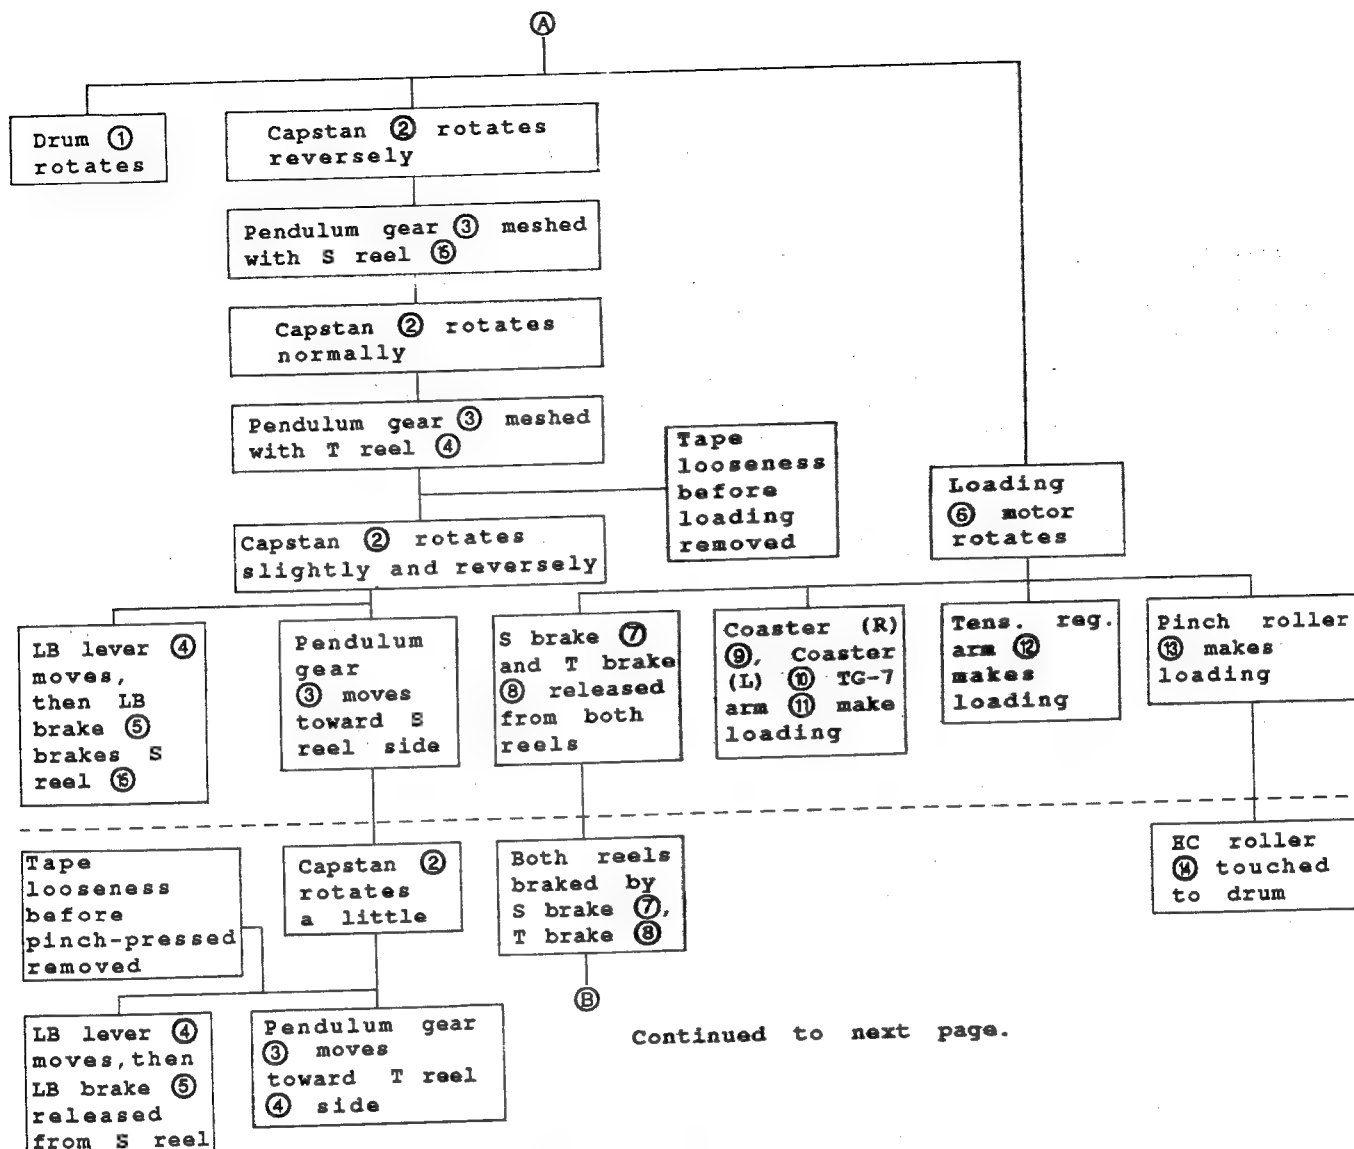 Ⓐ
Drum ①
rotates
Capstan ② rotates
reversely
Pendulum gear ③ meshed
with S reel ⑮
Capstan ② rotates
normally
Pendulum gear ③ meshed
with T reel ④
Tape
looseness
before
loading
removed
Loading
⑥ motor
rotates
Capstan ② rotates
slightly and reversely
LB lever ④
moves,
then LB
brake ⑤
brakes S
reel ⑮
Pendulum
gear
③ moves
toward S
reel side
S brake ⑦
and T brake
⑧ released
from both
reels
Coaster (R)
⑨, Coaster
(L) ⑩ TG-7
arm ⑪ make
loading
Tens. reg.
arm ⑫
makes
loading
Pinch roller
⑬ makes
loading
Tape
looseness
before
pinch-pressed
removed
Capstan ②
rotates
a little
Both reels
braked by
S brake ⑦,
T brake ⑧
HC roller
⑭ touched
to drum
Ⓑ
LB lever ④
moves,then
LB brake ⑤
released
from S reel
Pendulum gear
③ moves
toward T reel
④ side
Continued to next page.